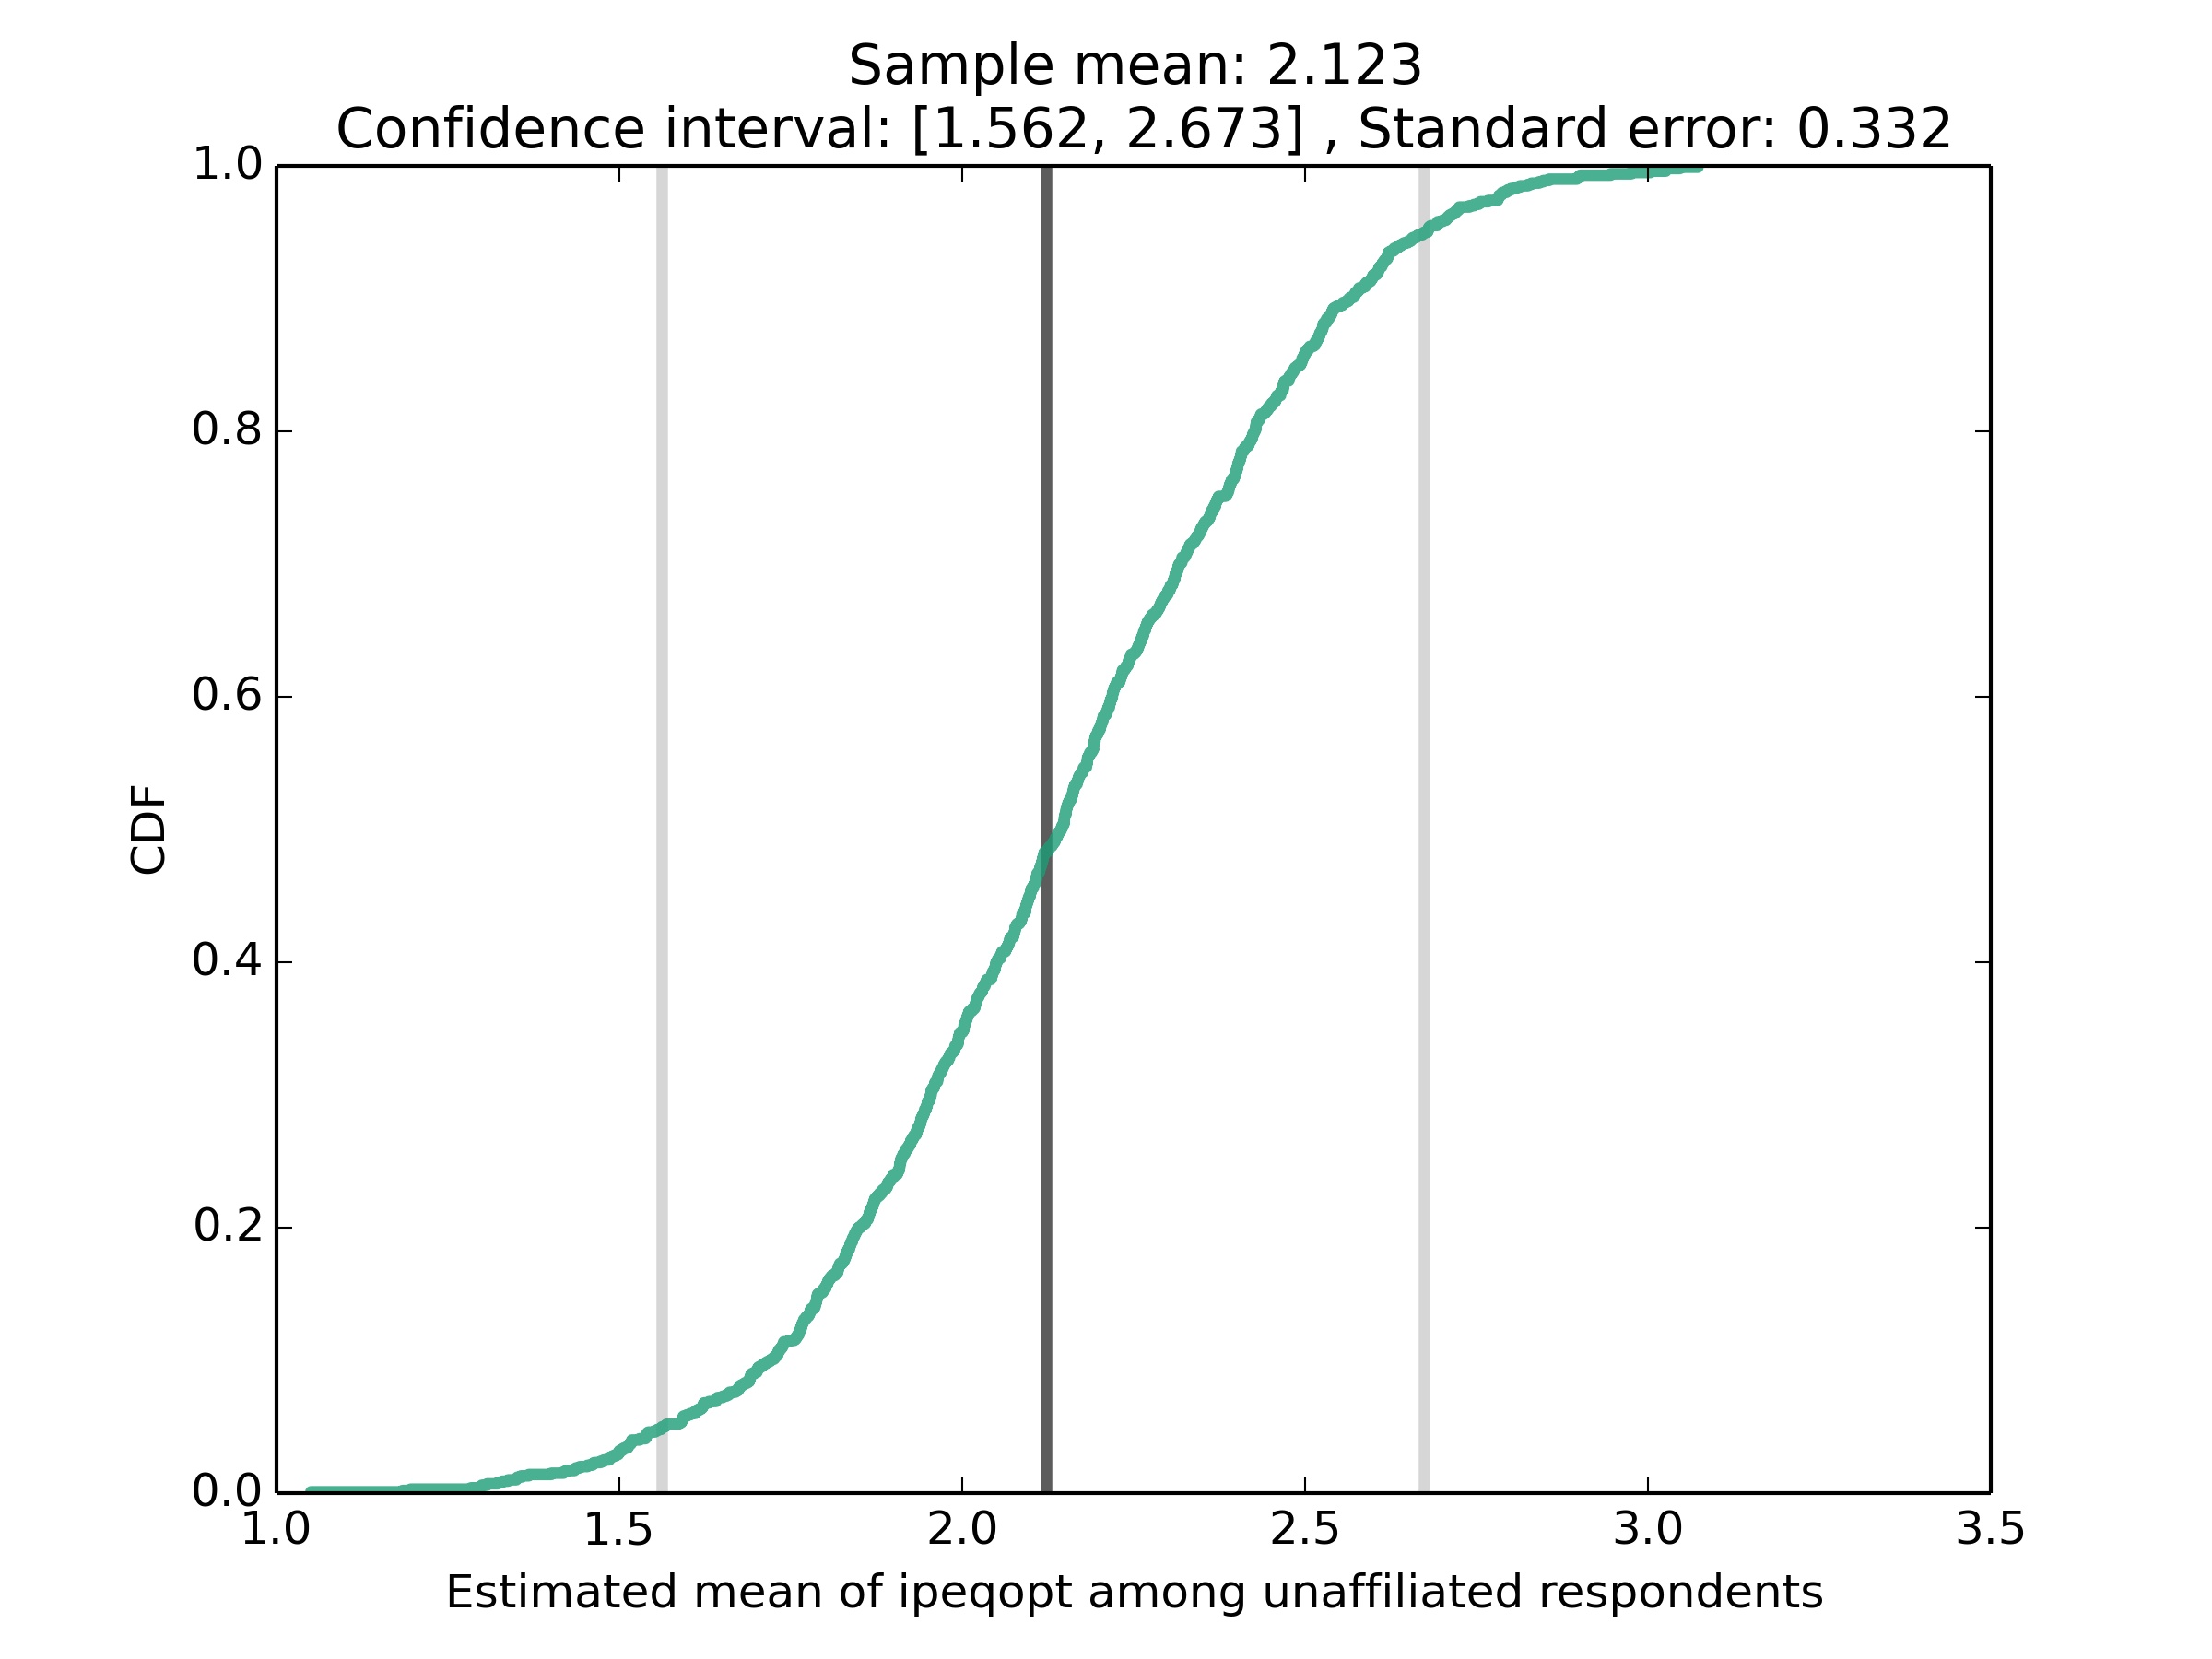 Sample mean: 2.123
Confidence interval: [1.562, 2.673] , Standard error: 0.332
1.0
0.8
0.6
0.4
0.2
0.0
CDF
1.0 1.5 2.0 2.5 3.0 3.5
Estimated mean of ipeqopt among unaffiliated respondents